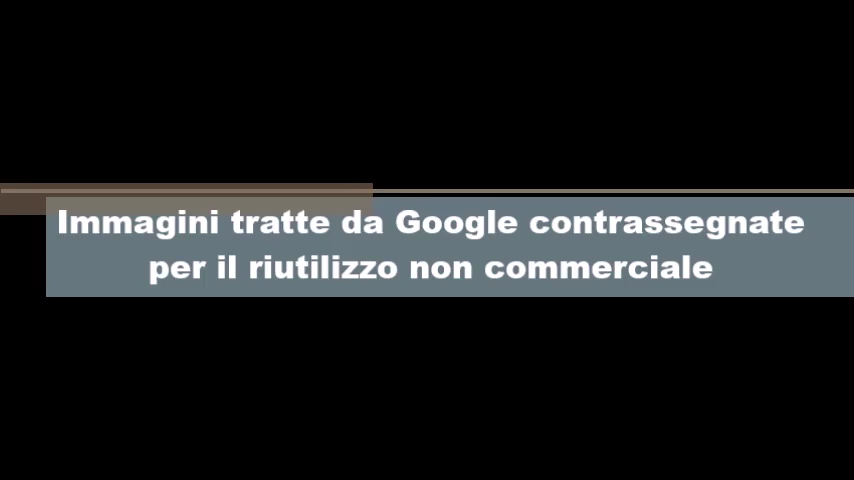 Immagini tratte da Google contrassegnate
per il riutilizzo non commerciale